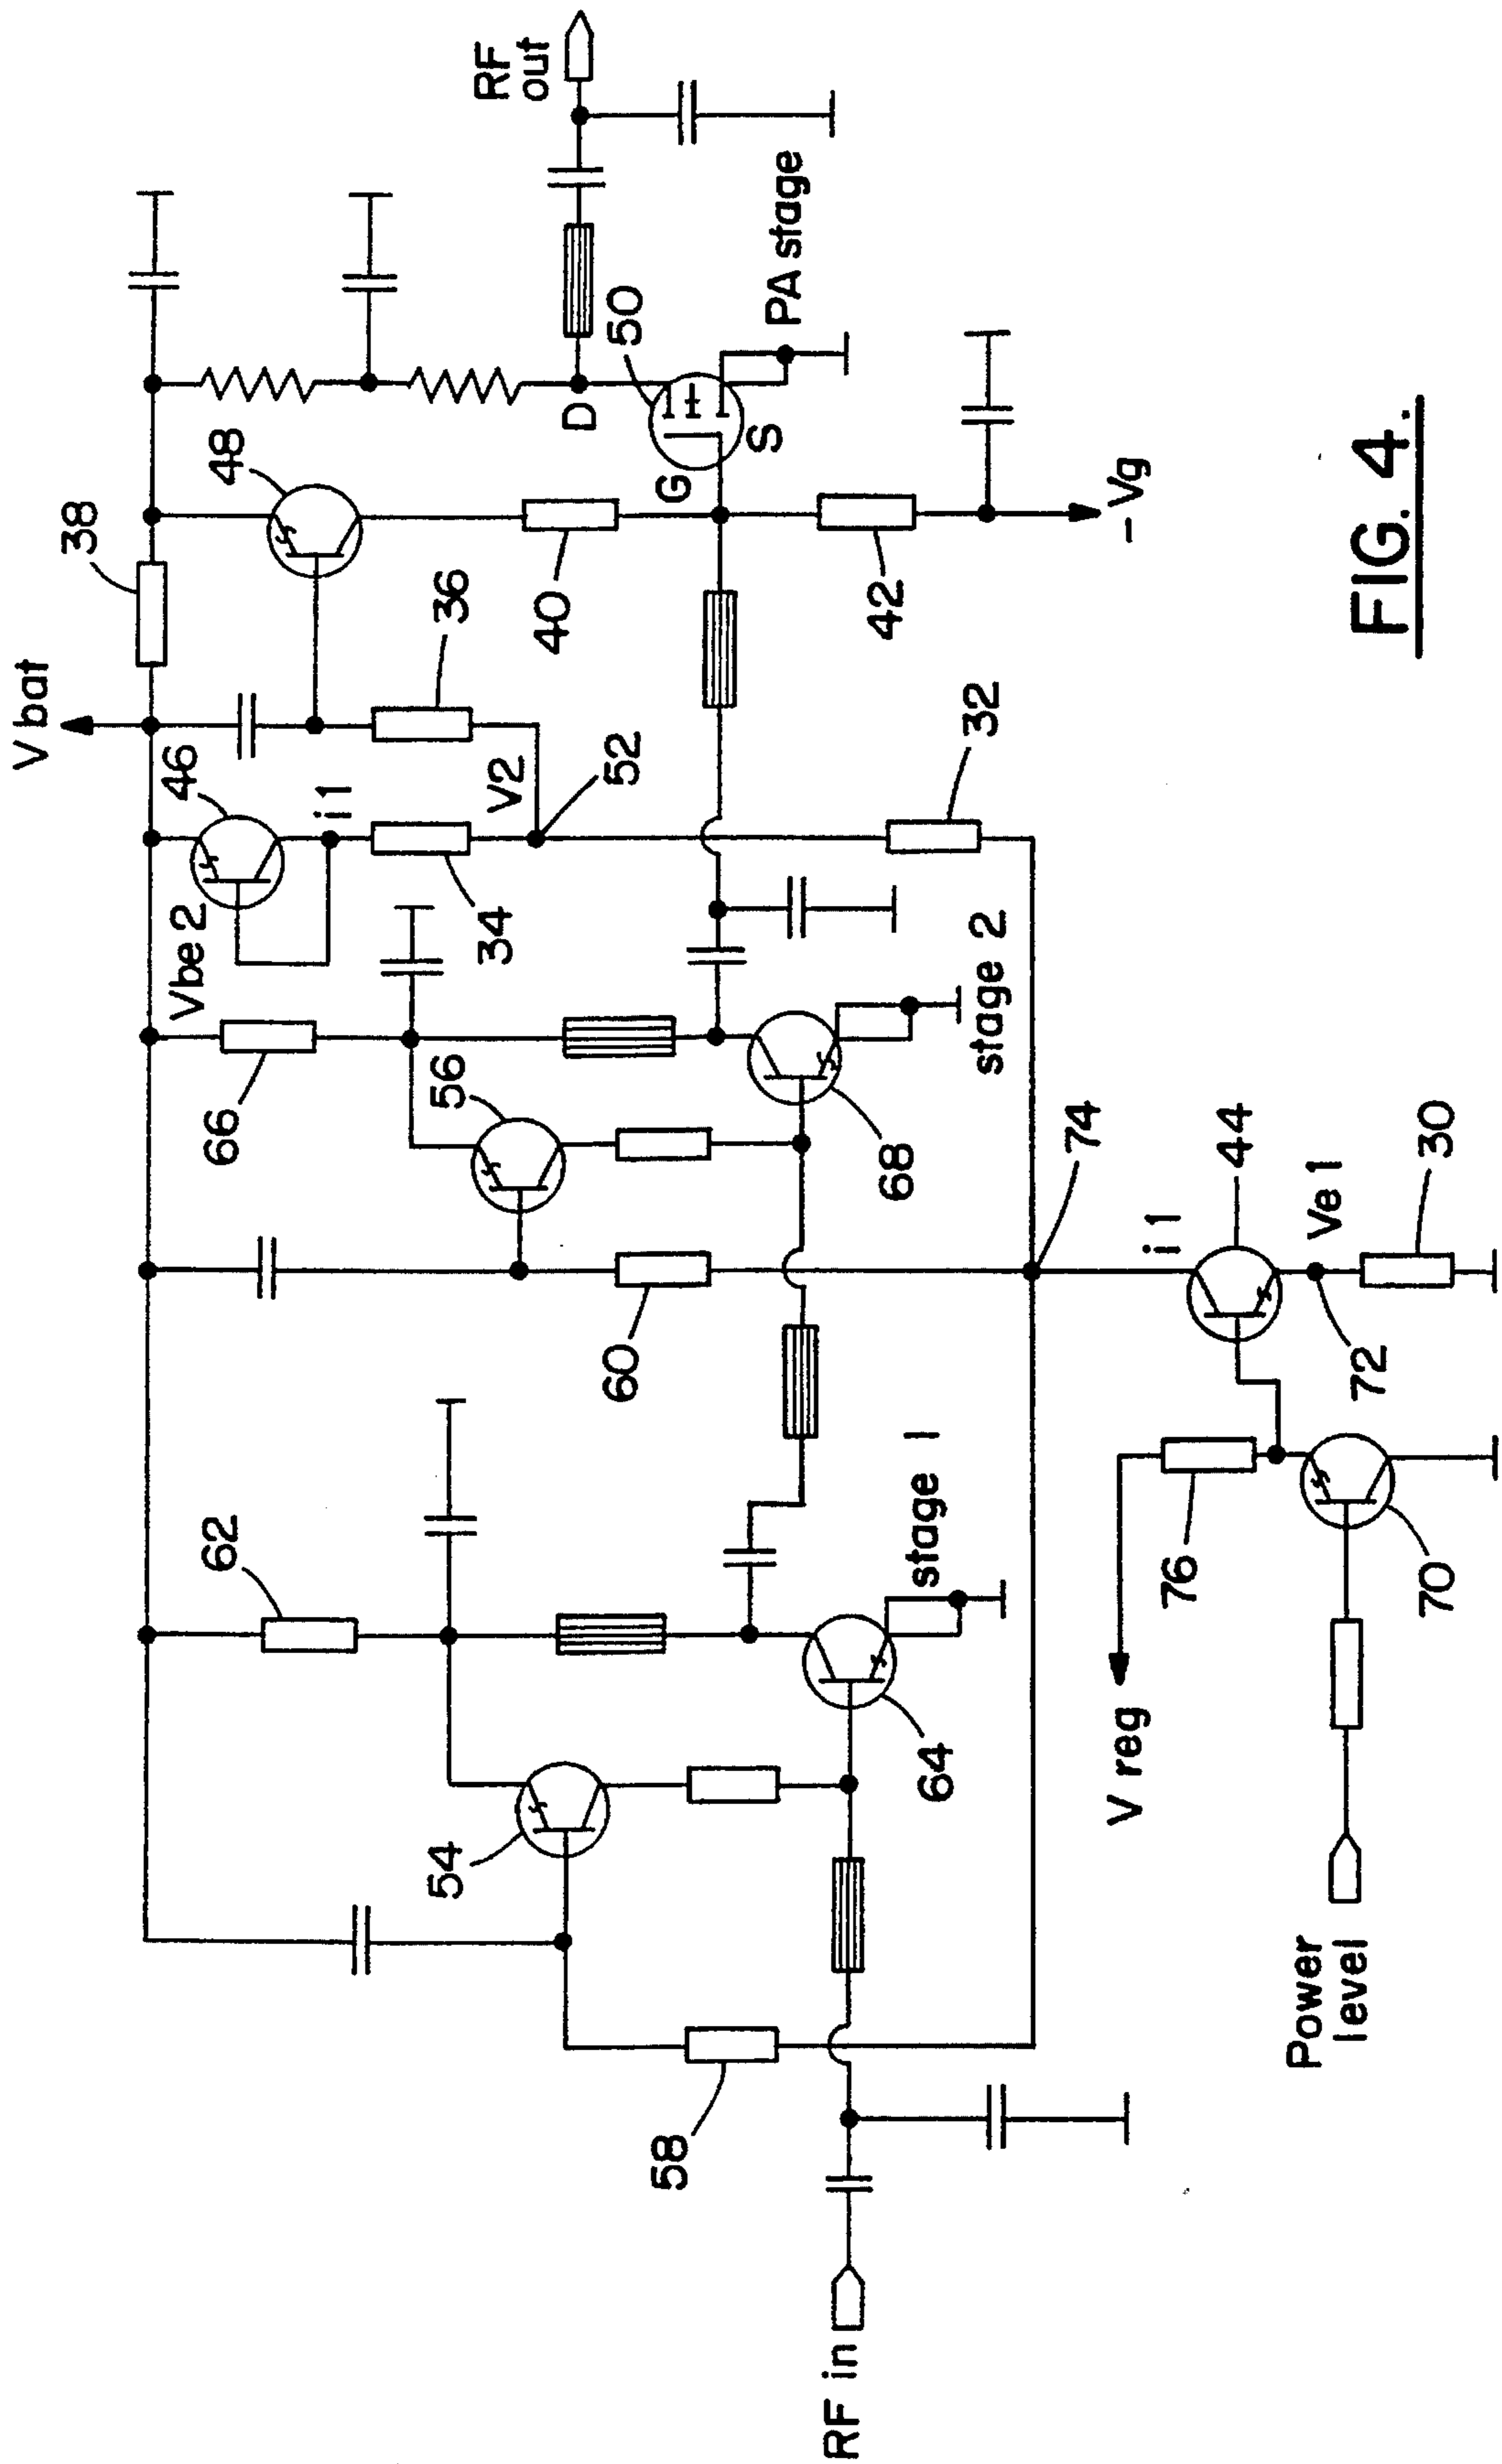 V bat
38
48
RF
out
46
Vbe 2
i 1
36
V2
52
34
40
50
D
G
S
PA stage
66
56
42
-Vg
62
54
60
68
stage 2
32
stage 1
64
58
74
RF in
V reg
76
i 1
44
Ve 1
72
30
70
Power
level
FIG. 4.